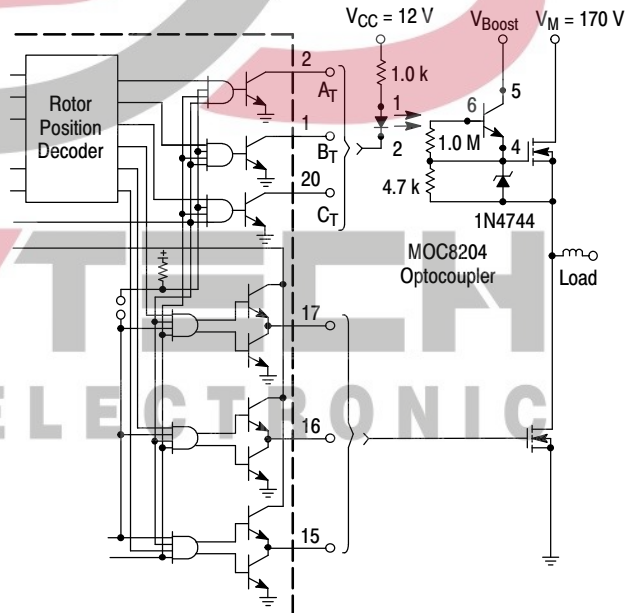 V_CC = 12 V
V_Boost
V_M = 170 V
Rotor
Position
Decoder
2
A_T
1
B_T
20
C_T
1.0 k
1
2
6
5
1.0 M
4
4.7 k
1N4744
MOC8204
Optocoupler
Load
17
16
15
TECH
ELECTRONIC